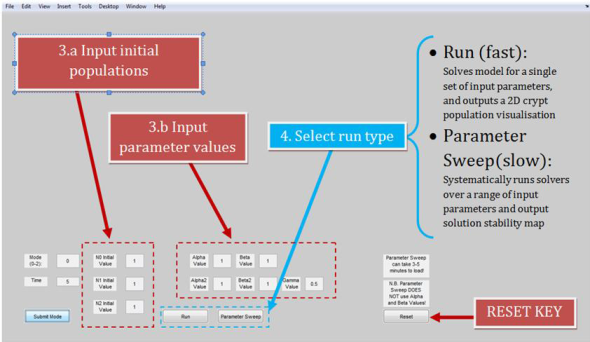 File Edit View Insert Tools Desktop Window Help
3.a Input initial
populations
3.b Input
parameter values
4. Select run type
• Run (fast):
Solves model for a single
set of input parameters,
and outputs a 2D crypt
population visualisation
• Parameter
Sweep(slow):
Systematically runs solvers
over a range of input
parameters and output
solution stability map
Mode
(0-2)
0
Time
5
Submit Mode
N0 Initial
Value
1
N1 Initial
Value
1
N2 Initial
Value
1
Alpha
Value
1
Beta
Value
1
Alpha2
Value
1
Beta2
Value
1
Gamma
Value
0.5
Run
Parameter Sweep
Parameter Sweep
can take 3-5
minutes to load!
N.B. Parameter
Sweep DOES
NOT use Alpha
and Beta Values!
Reset
RESET KEY